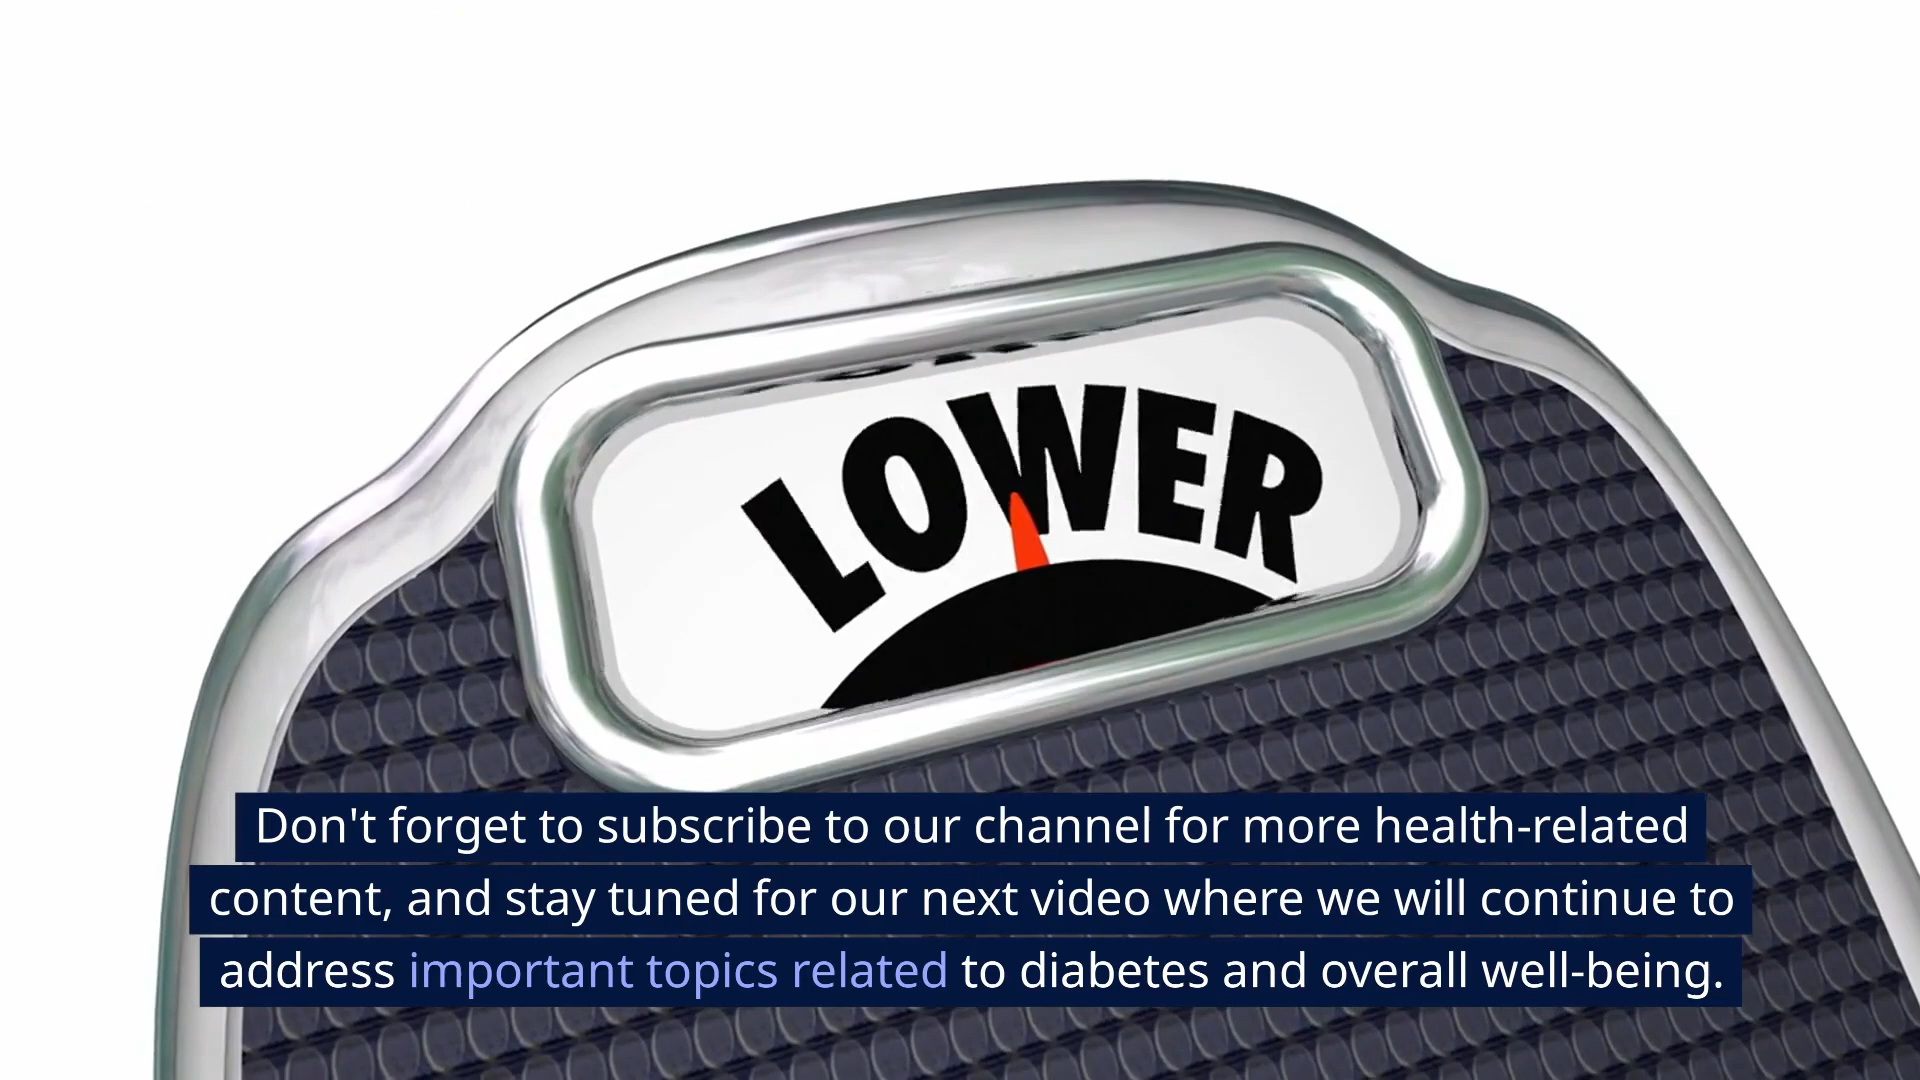 LOWER
Don't forget to subscribe to our channel for more health-related
content, and stay tuned for our next video where we will continue to
address important topics related to diabetes and overall well-being.